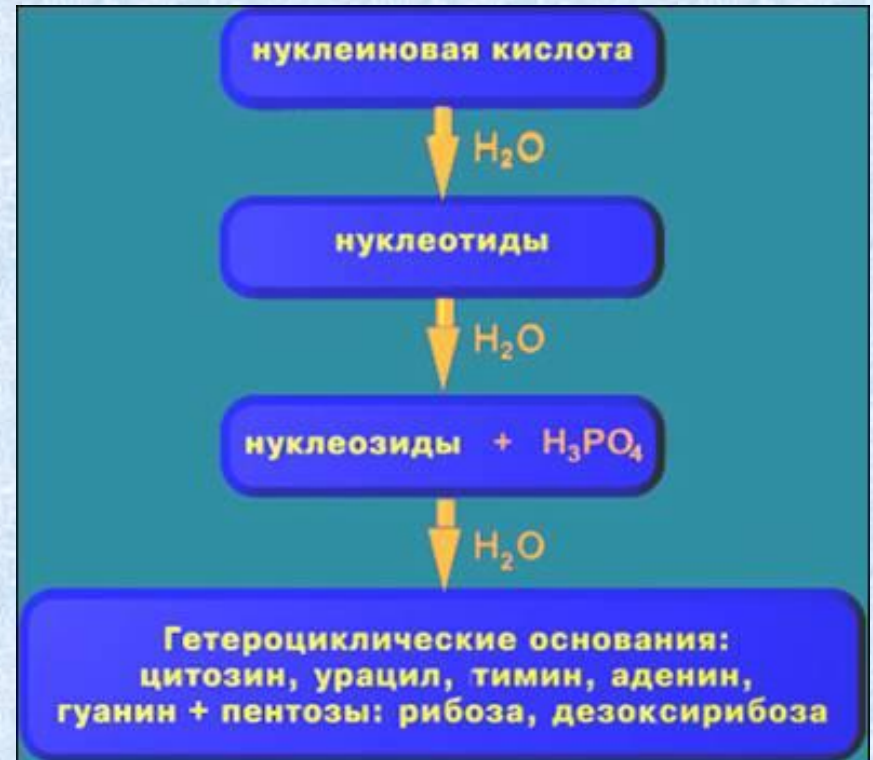 нуклеиновая кислота
H₂O
нуклеотиды
H₂O
нуклеозиды + H₃PO₄
H₂O
Гетероциклические основания:
цитозин, урацил, тимин, аденин,
гуанин + пентозы: рибоза, дезоксирибоза